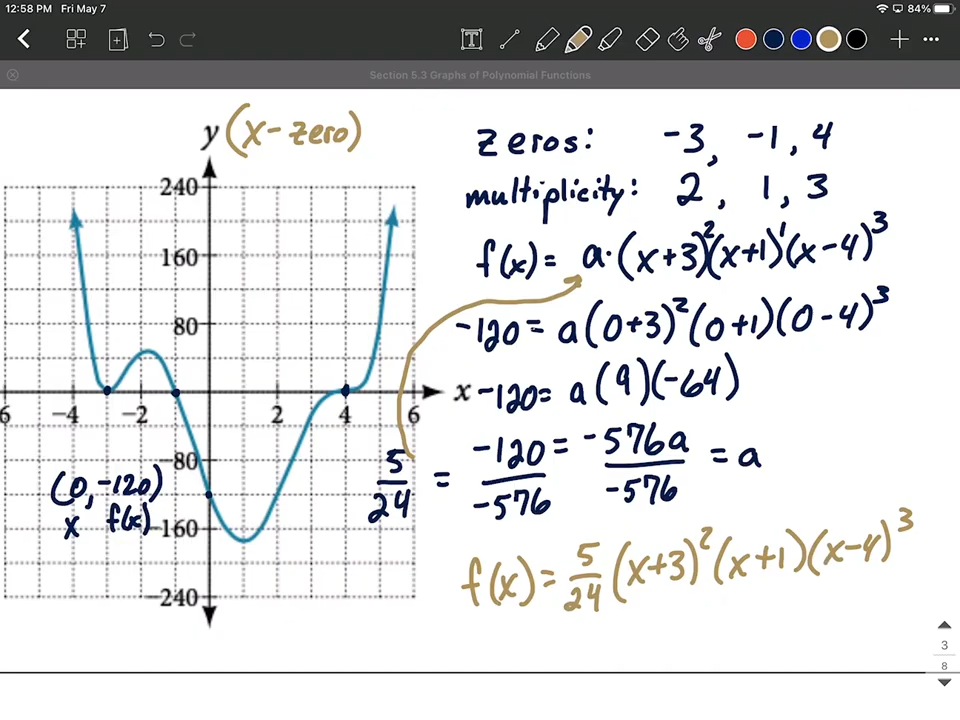 12:58 PM Fri May 7
84%
Section 5.3 Graphs of Polynomial Functions
y (x-zero)
240
160
80
6 -4 -2 2 4 6 x
-80
-160
-240
(0, -120)
x f(x)
zeros: -3, -1, 4
multiplicity: 2, 1, 3
f(x) = a·(x+3)²(x+1)¹(x-4)³
-120 = a(0+3)²(0+1)(0-4)³
-120 = a(9)(-64)
5/24 = -120/-576 = -576a/-576 = a
f(x) = 5/24 (x+3)²(x+1)(x-4)³
3
8